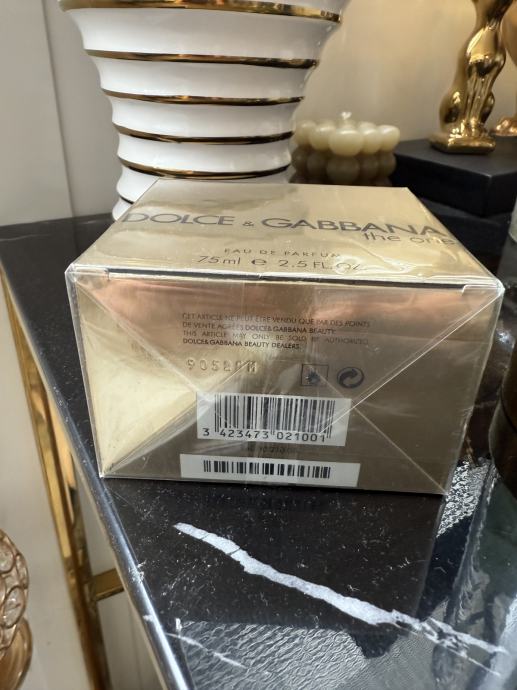 DOLCE & GABBANA
the one
EAU DE PARFUM
75ml e 2.5 FL.OZ.
CET ARTICLE NE PEUT ÊTRE VENDU QUE PAR DES POINTS
DE VENTE AGRÉÉS DOLCE&GABBANA BEAUTY.
THIS ARTICLE MAY ONLY BE SOLD BY AUTHORIZED
DOLCE&GABBANA BEAUTY DEALERS.
3 423473 021001